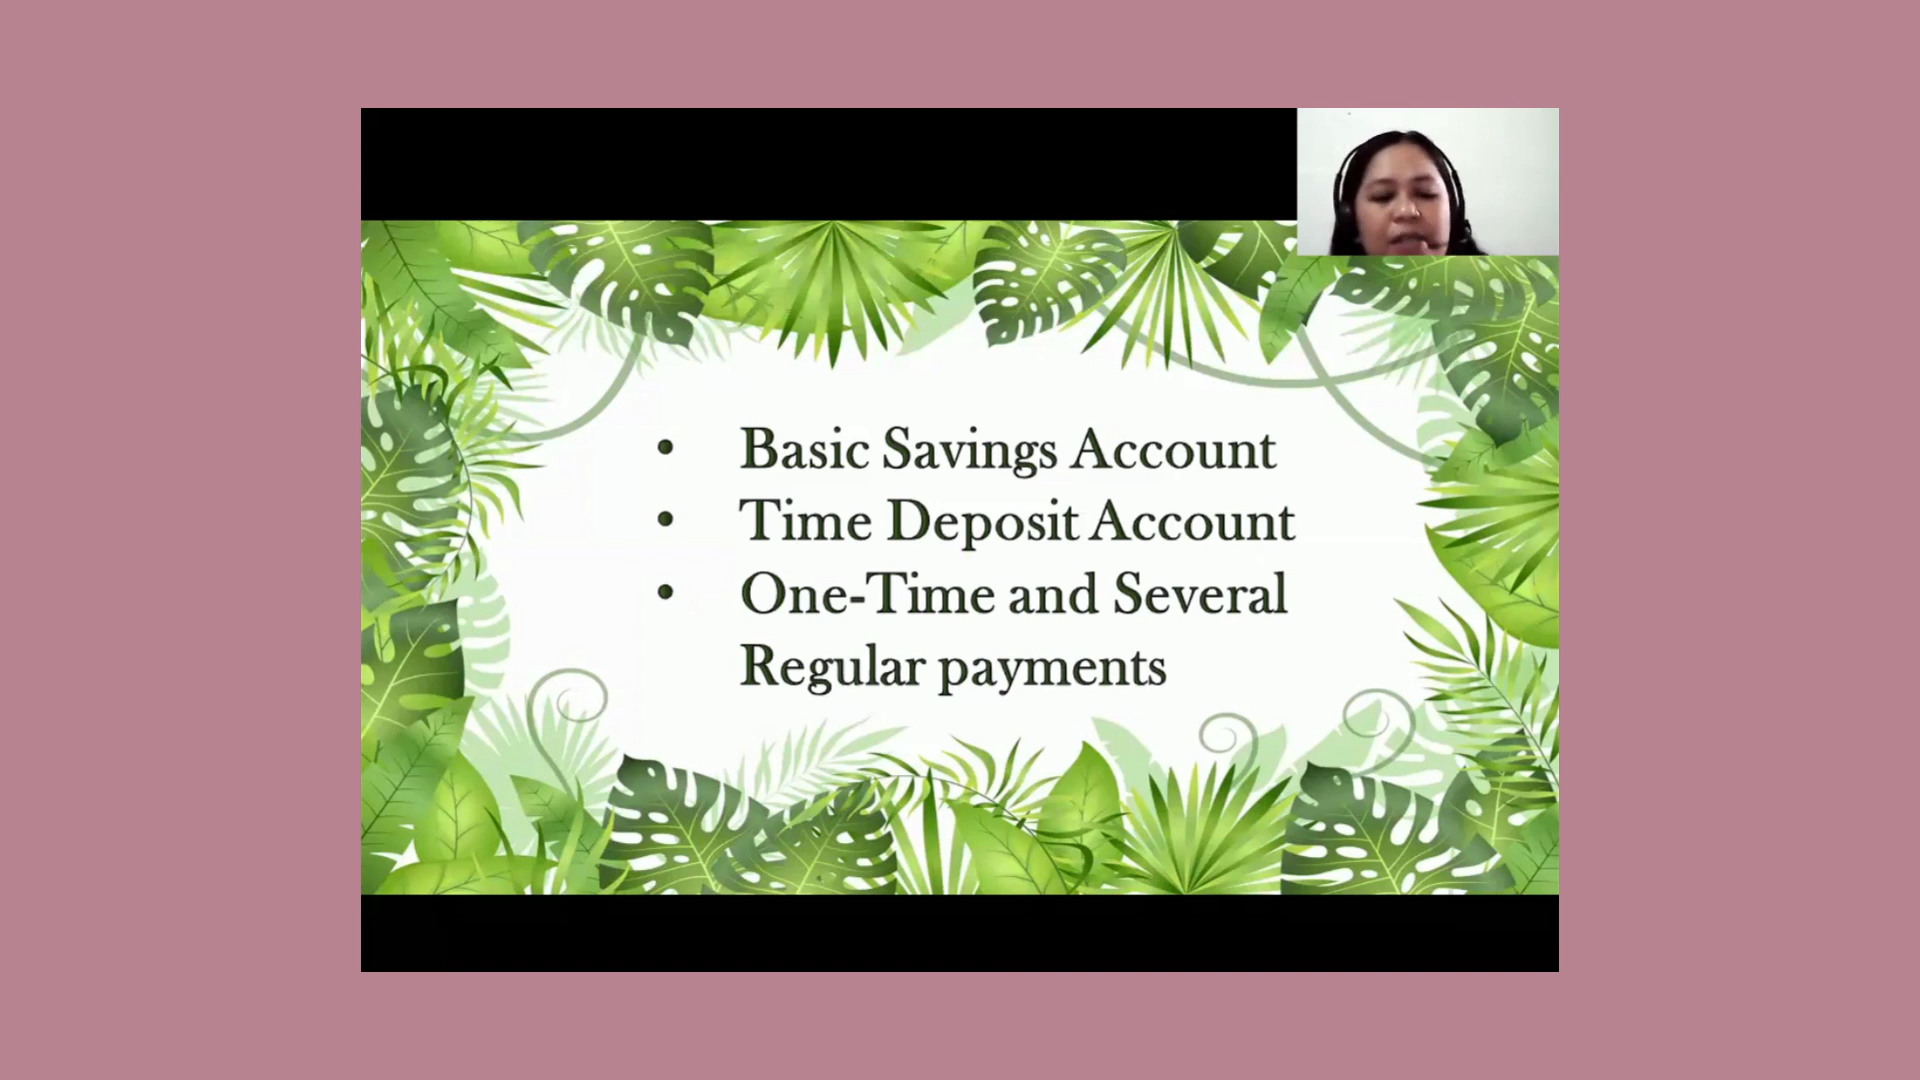 • Basic Savings Account
• Time Deposit Account
• One-Time and Several
Regular payments